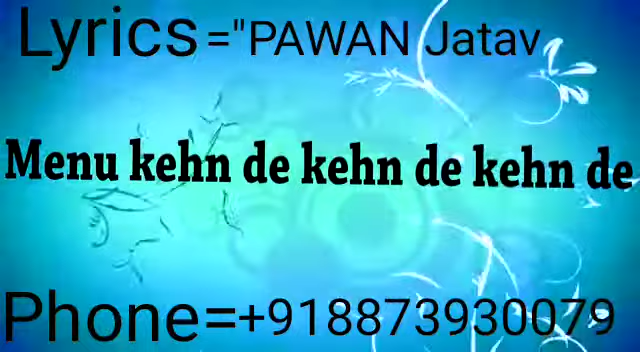 Lyrics ="PAWAN Jatav
Menu kehn de kehn de kehn de
Phone=+918873930079